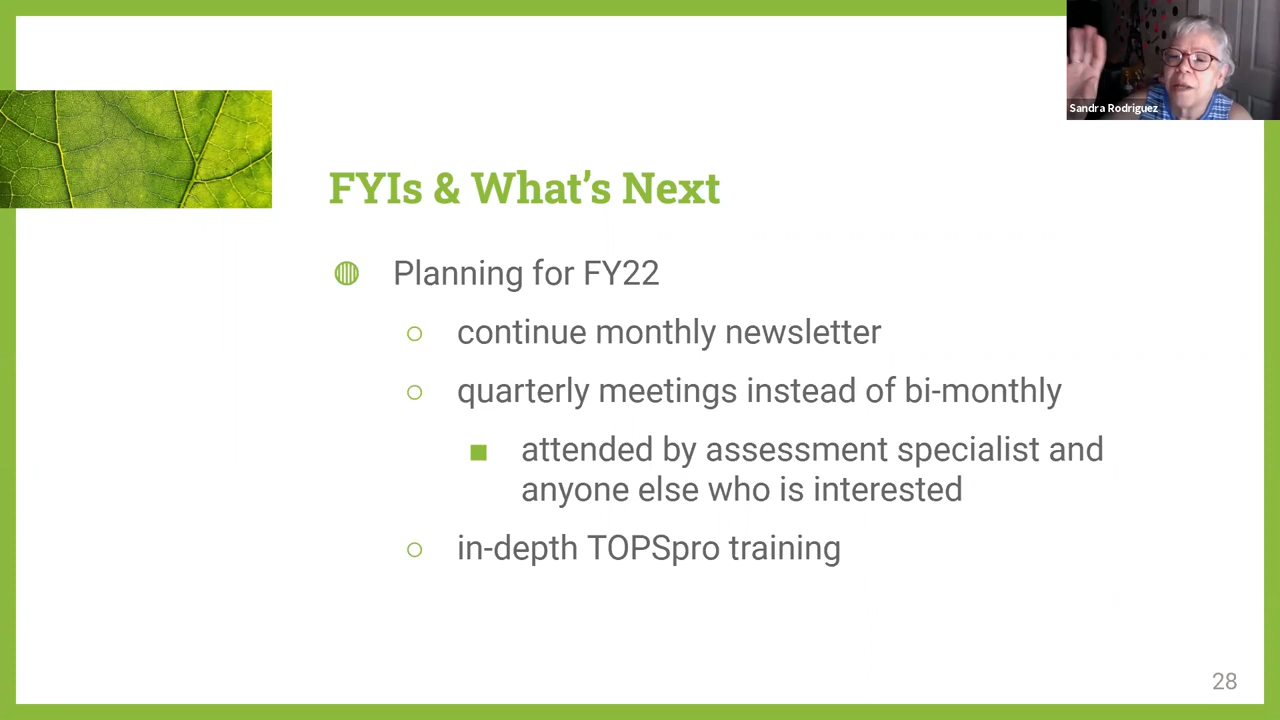 Sandra Rodriguez
FYIs & What's Next
Planning for FY22
continue monthly newsletter
quarterly meetings instead of bi-monthly
attended by assessment specialist and
anyone else who is interested
in-depth TOPSpro training
28